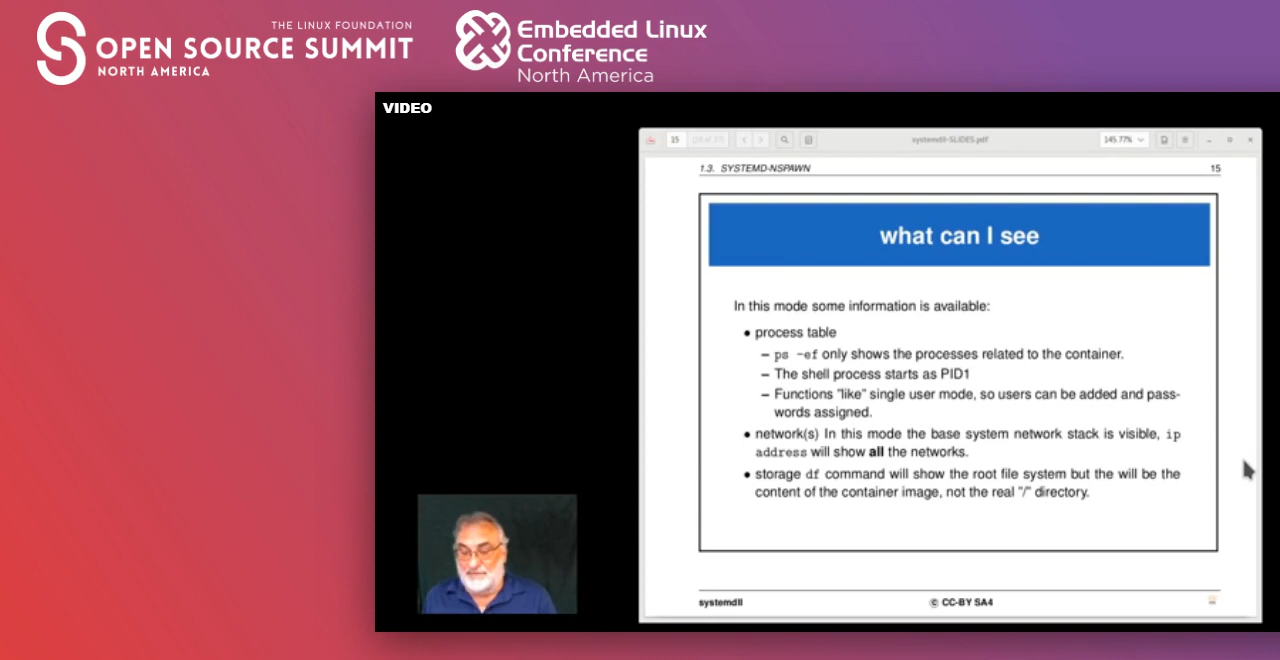 THE LINUX FOUNDATION
OPEN SOURCE SUMMIT
NORTH AMERICA
Embedded Linux
Conference
North America
VIDEO
15
systemdII-SLIDES.pdf
145.77%
1.3. SYSTEMD-NSPAWN 15
what can I see
In this mode some information is available:
• process table
– ps -ef only shows the processes related to the container.
– The shell process starts as PID1
– Functions "like" single user mode, so users can be added and pass-
words assigned.
• network(s) In this mode the base system network stack is visible, ip
address will show all the networks.
• storage df command will show the root file system but the will be the
content of the container image, not the real "/" directory.
systemdII © CC-BY SA4